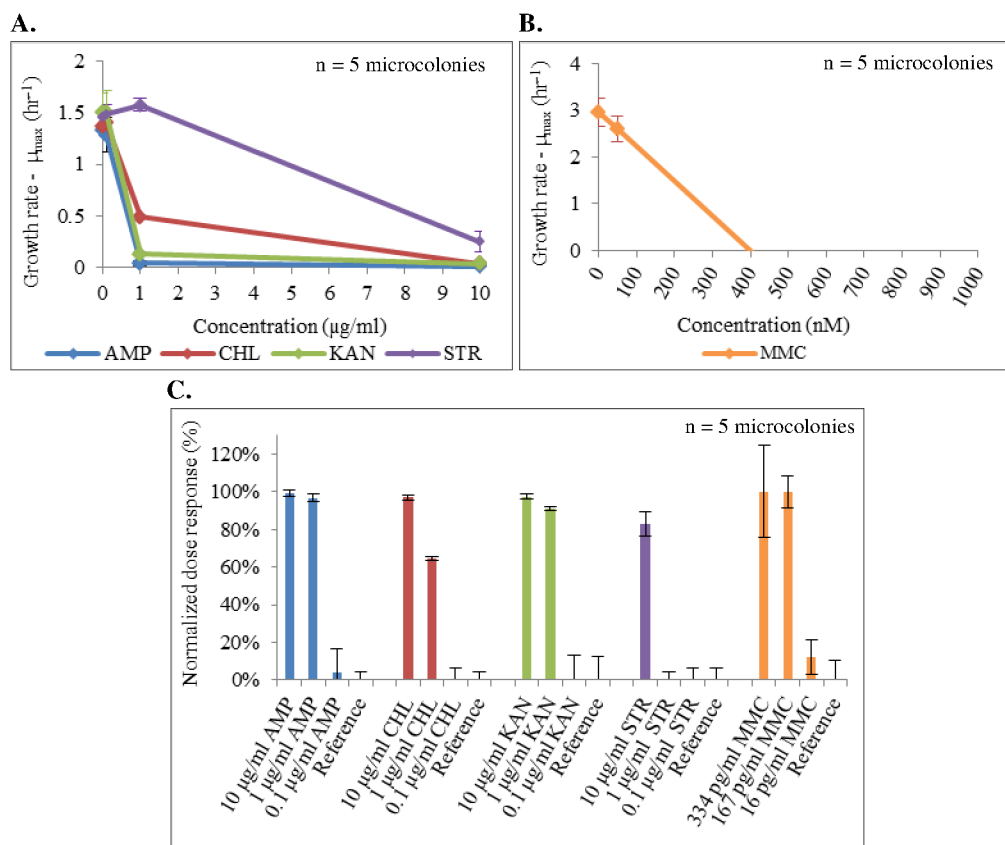 A.
n = 5 microcolonies
Growth rate - μmax (hr⁻¹)
2
1.5
1
0.5
0
0 1 2 3 4 5 6 7 8 9 10
Concentration (µg/ml)
AMP CHL KAN STR
B.
n = 5 microcolonies
Growth rate - μmax (hr⁻¹)
4
3
2
1
0
0 100 200 300 400 500 600 700 800 900 1000
Concentration (nM)
MMC
C.
n = 5 microcolonies
Normalized dose response (%)
120%
100%
80%
60%
40%
20%
0%
10 µg/ml AMP
1 µg/ml AMP
0.1 µg/ml AMP
Reference
10 µg/ml CHL
1 µg/ml CHL
0.1 µg/ml CHL
Reference
10 µg/ml KAN
1 µg/ml KAN
0.1 µg/ml KAN
Reference
10 µg/ml STR
1 µg/ml STR
0.1 µg/ml STR
Reference
334 pg/ml MMC
167 pg/ml MMC
16 pg/ml MMC
Reference